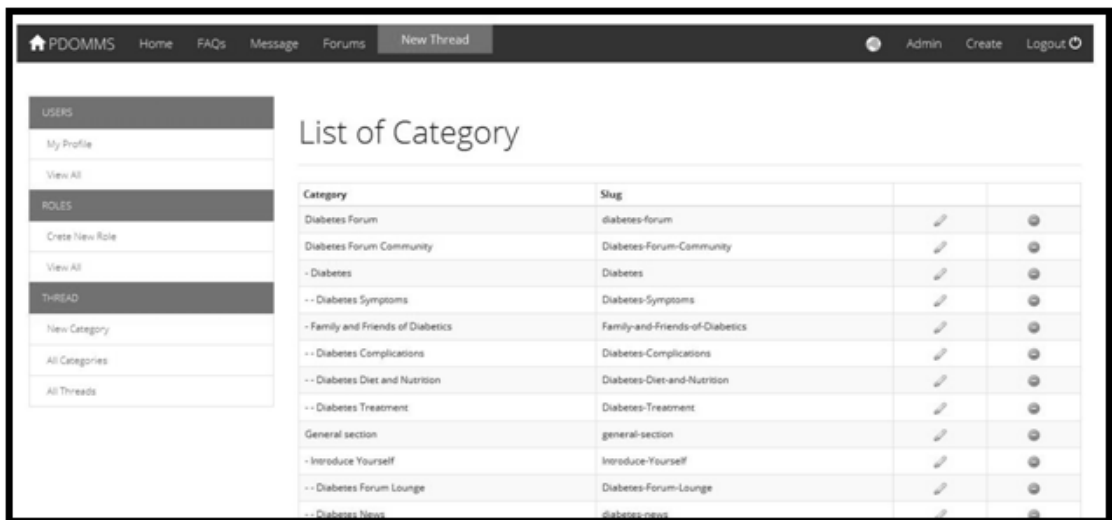 PDOMMS Home FAQs Message Forums New Thread Admin Create Logout
USERS
My Profile
View All
ROLES
Crete New Role
View All
THREAD
New Category
All Categories
All Threads
List of Category
Category Slug
Diabetes Forum diabetes-forum
Diabetes Forum Community Diabetes-Forum-Community
- Diabetes Diabetes
- - Diabetes Symptoms Diabetes-Symptoms
- Family and Friends of Diabetics Family-and-Friends-of-Diabetics
- - Diabetes Complications Diabetes-Complications
- - Diabetes Diet and Nutrition Diabetes-Diet-and-Nutrition
- - Diabetes Treatment Diabetes-Treatment
General section general-section
- Introduce Yourself Introduce-Yourself
- - Diabetes Forum Lounge Diabetes-Forum-Lounge
- - Diabetes News diabetes-news